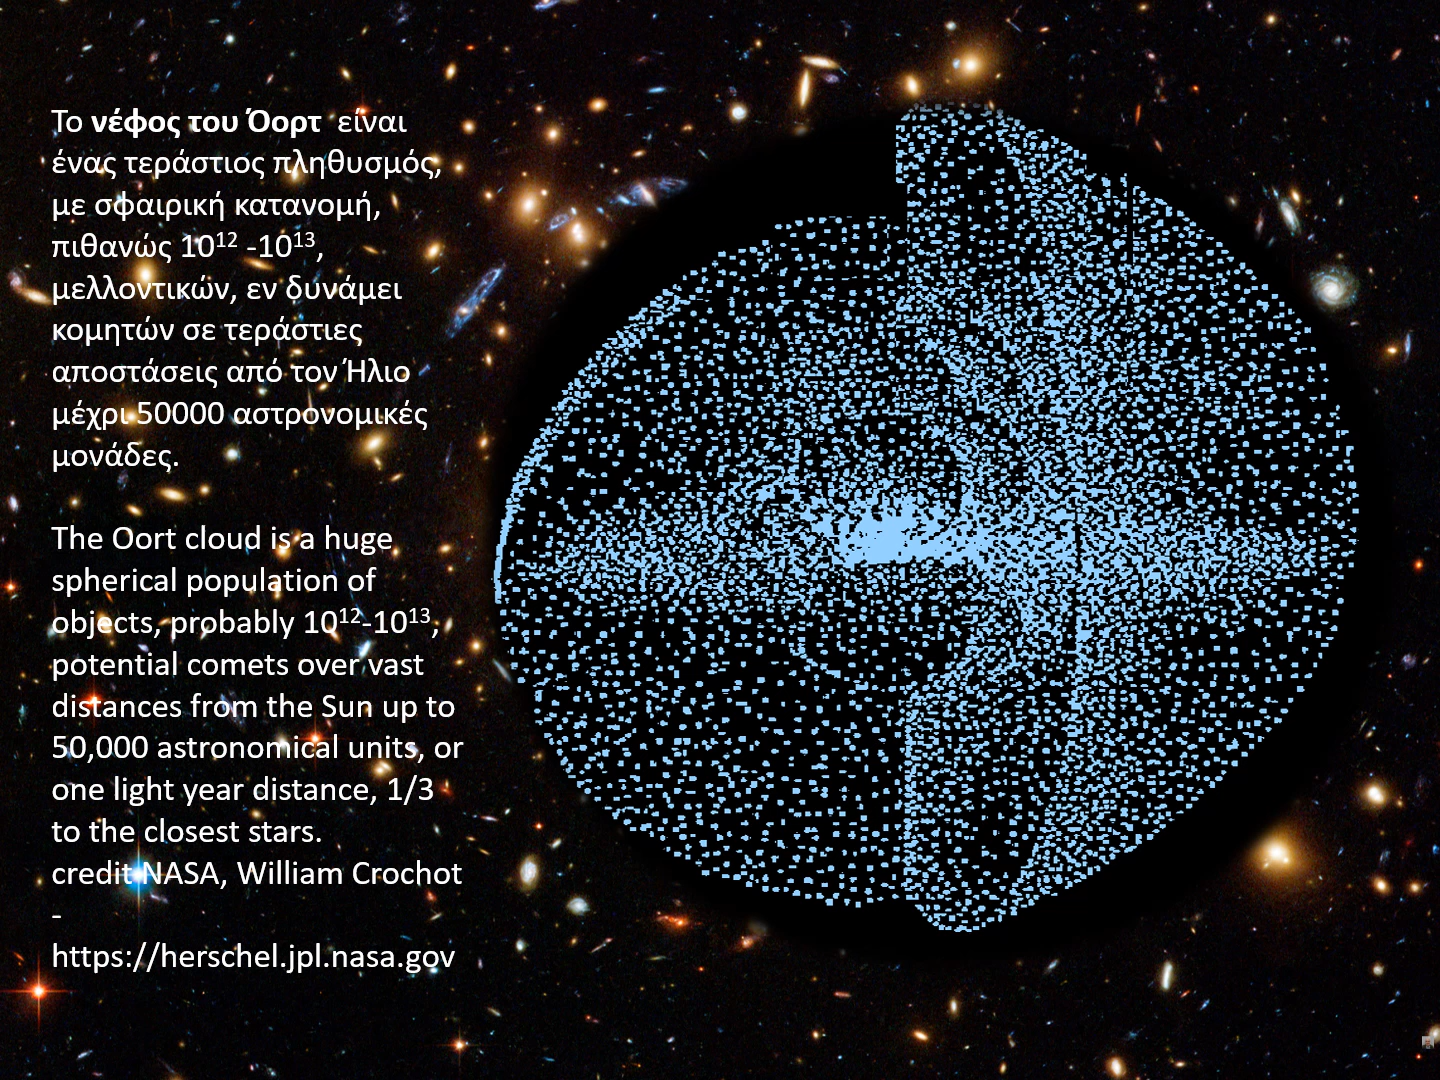 Το νέφος του Όορτ είναι
ένας τεράστιος πληθυσμός,
με σφαιρική κατανομή,
πιθανώς 10¹² -10¹³,
μελλοντικών, εν δυνάμει
κομητών σε τεράστιες
αποστάσεις από τον Ήλιο
μέχρι 50000 αστρονομικές
μονάδες.
The Oort cloud is a huge
spherical population of
objects, probably 10¹²-10¹³,
potential comets over vast
distances from the Sun up to
50,000 astronomical units, or
one light year distance, 1/3
to the closest stars.
credit NASA, William Crochot
-
https://herschel.jpl.nasa.gov